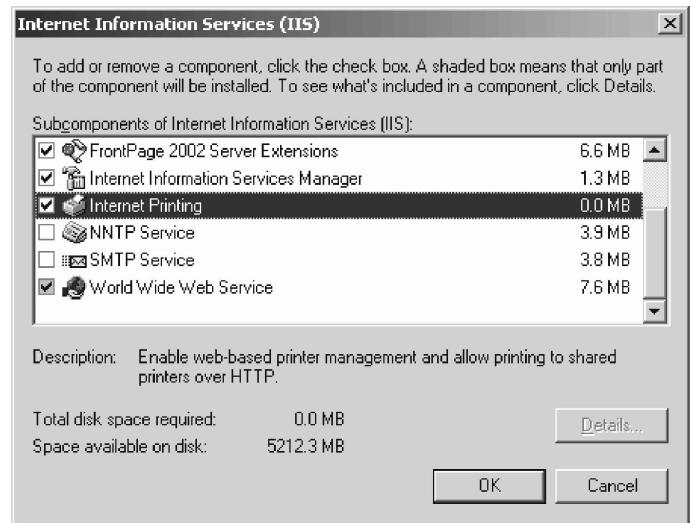 Internet Information Services (IIS)
To add or remove a component, click the check box. A shaded box means that only part
of the component will be installed. To see what's included in a component, click Details.
Subcomponents of Internet Information Services (IIS):
FrontPage 2002 Server Extensions 6.6 MB
Internet Information Services Manager 1.3 MB
Internet Printing 0.0 MB
NNTP Service 3.9 MB
SMTP Service 3.8 MB
World Wide Web Service 7.6 MB
Description: Enable web-based printer management and allow printing to shared
printers over HTTP.
Total disk space required: 0.0 MB
Details...
Space available on disk: 5212.3 MB
OK Cancel